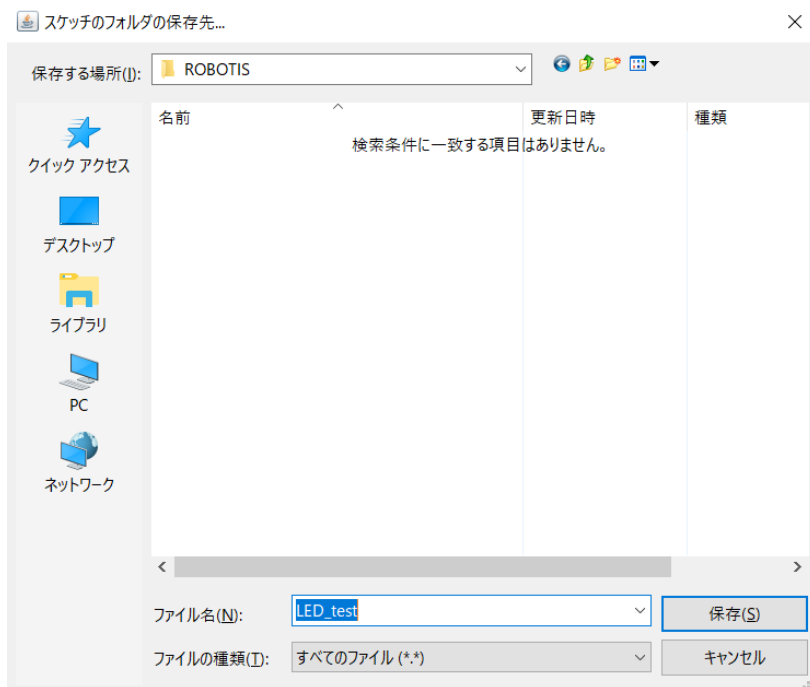 スケッチのフォルダの保存先...
保存する場所(I):
ROBOTIS
名前
更新日時
種類
検索条件に一致する項目はありません。
クイック アクセス
デスクトップ
ライブラリ
PC
ネットワーク
ファイル名(N):
LED_test
保存(S)
ファイルの種類(T):
すべてのファイル (*.*)
キャンセル